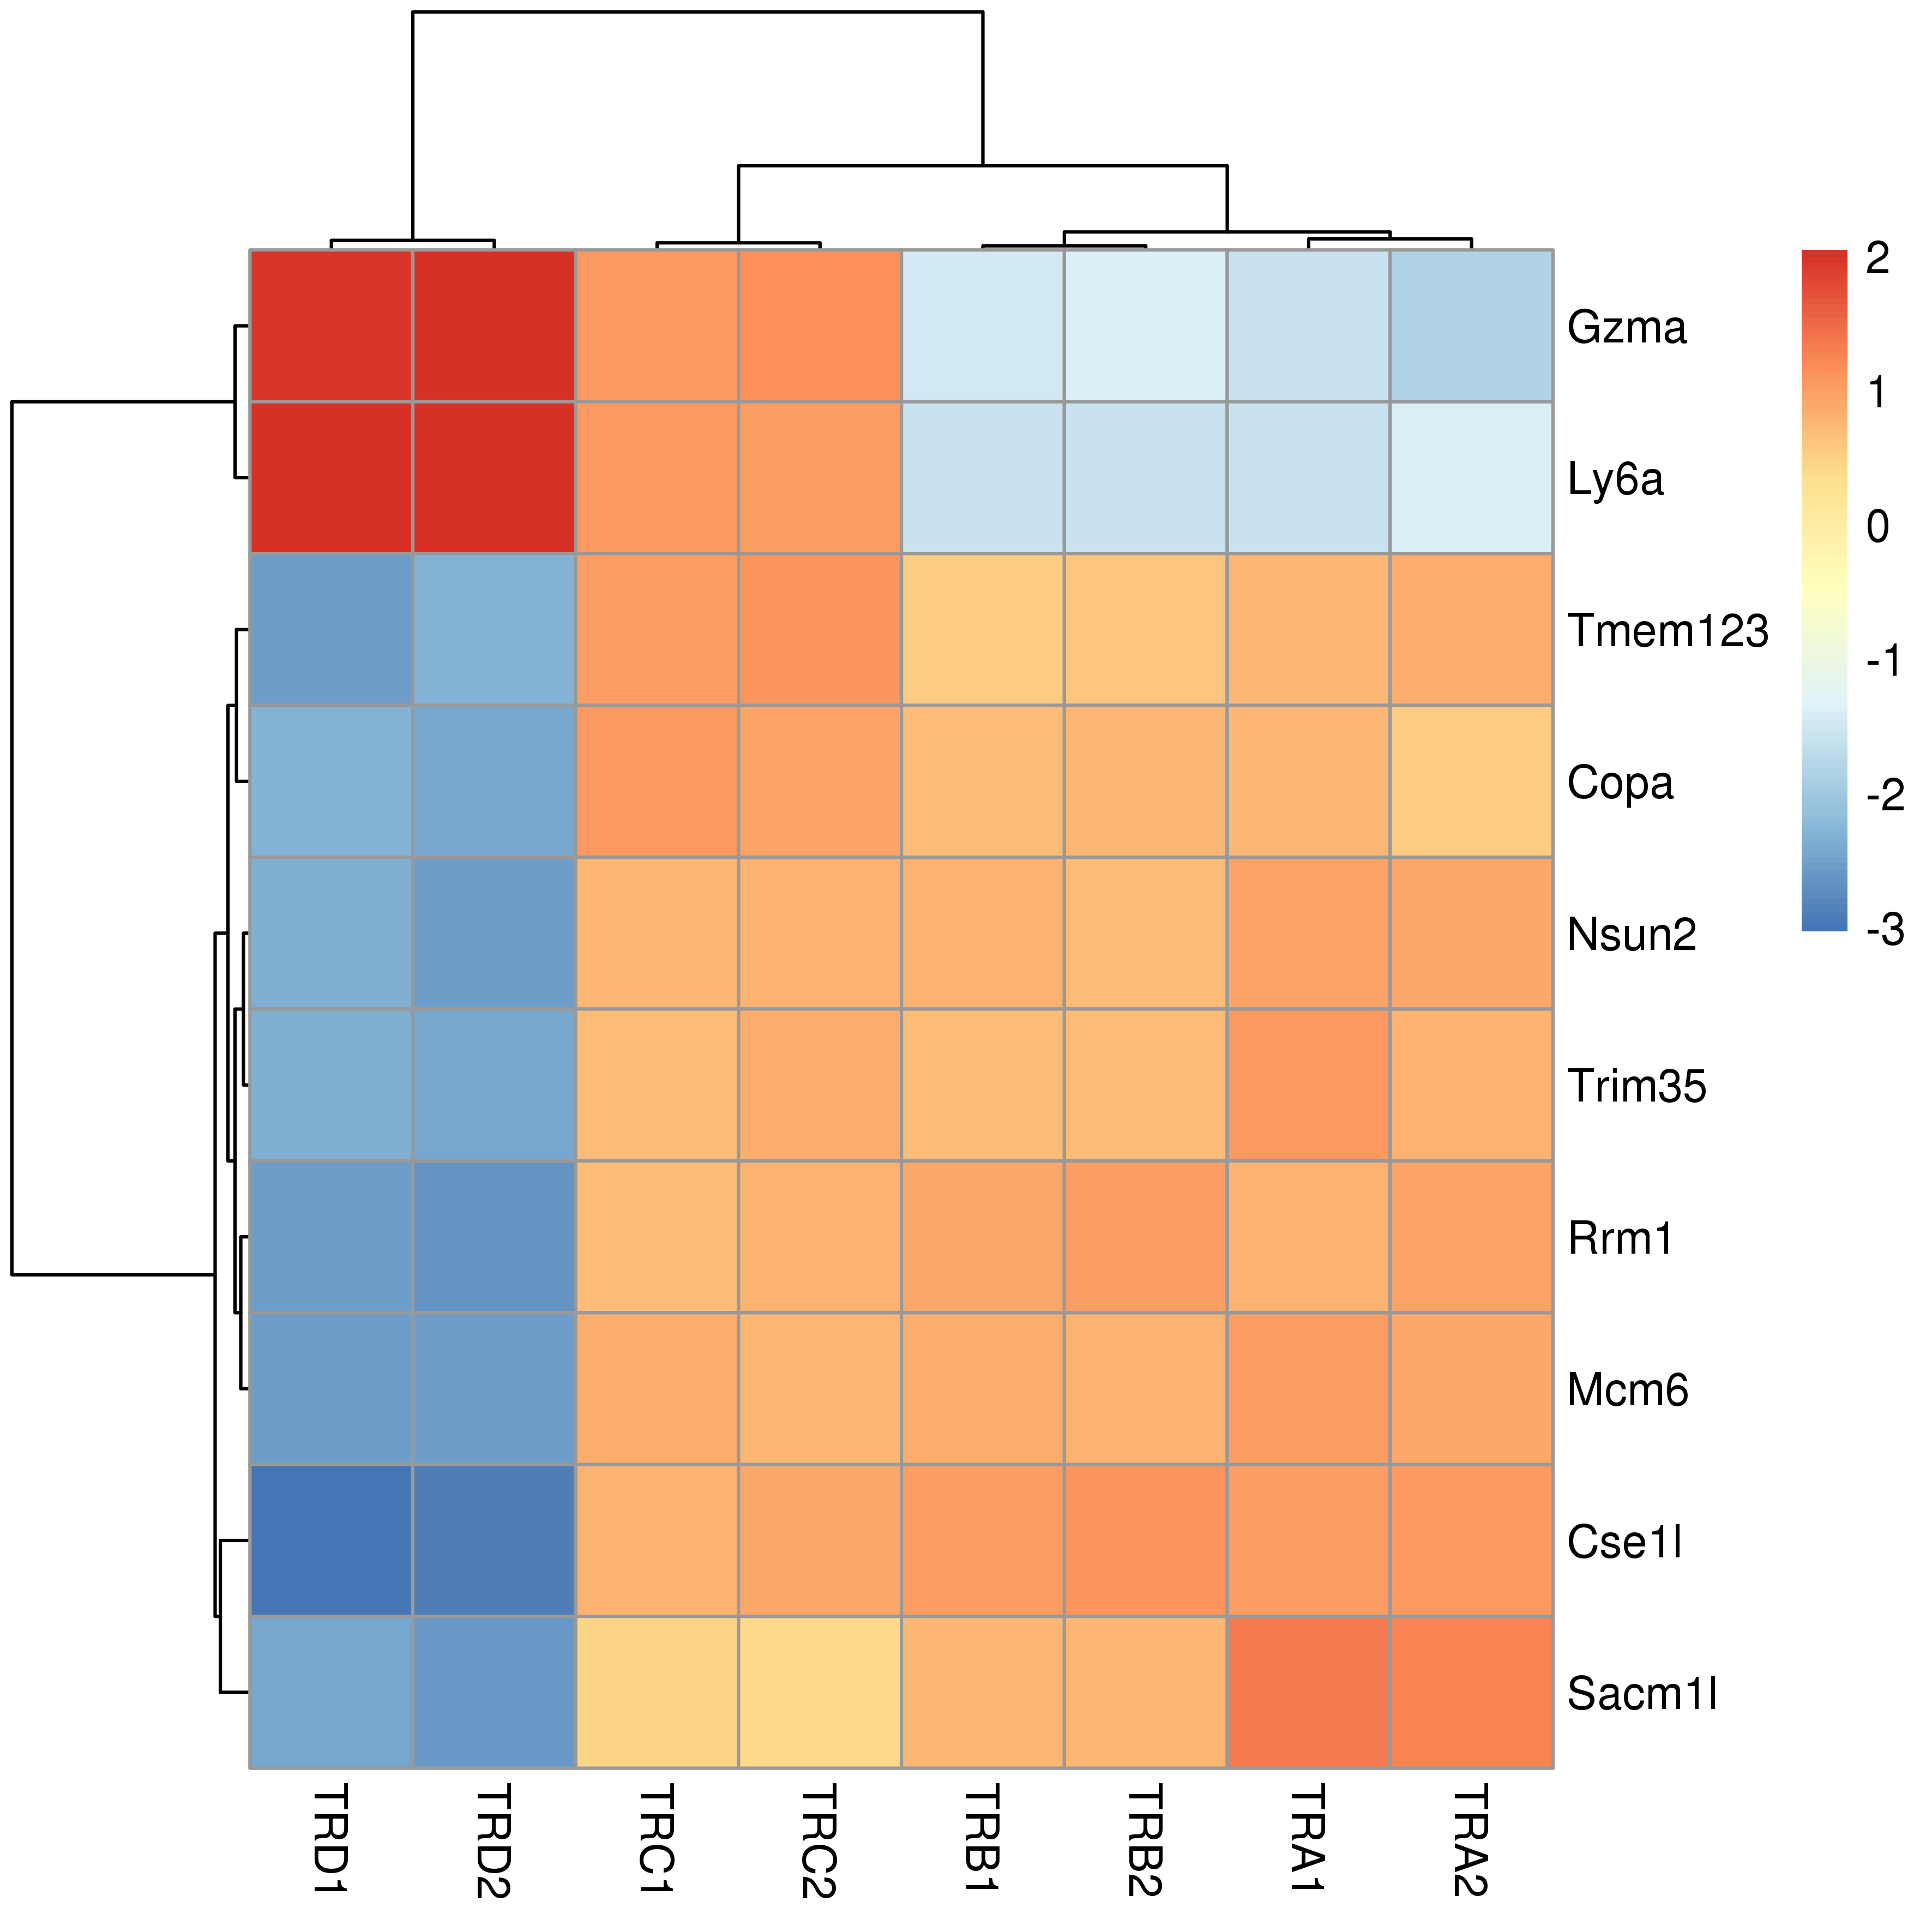 2
1
0
-1
-2
-3
Gzma
Ly6a
Tmem123
Copa
Nsun2
Trim35
Rrm1
Mcm6
Cse1l
Sacm1l
TRD1
TRD2
TRC1
TRC2
TRB1
TRB2
TRA1
TRA2